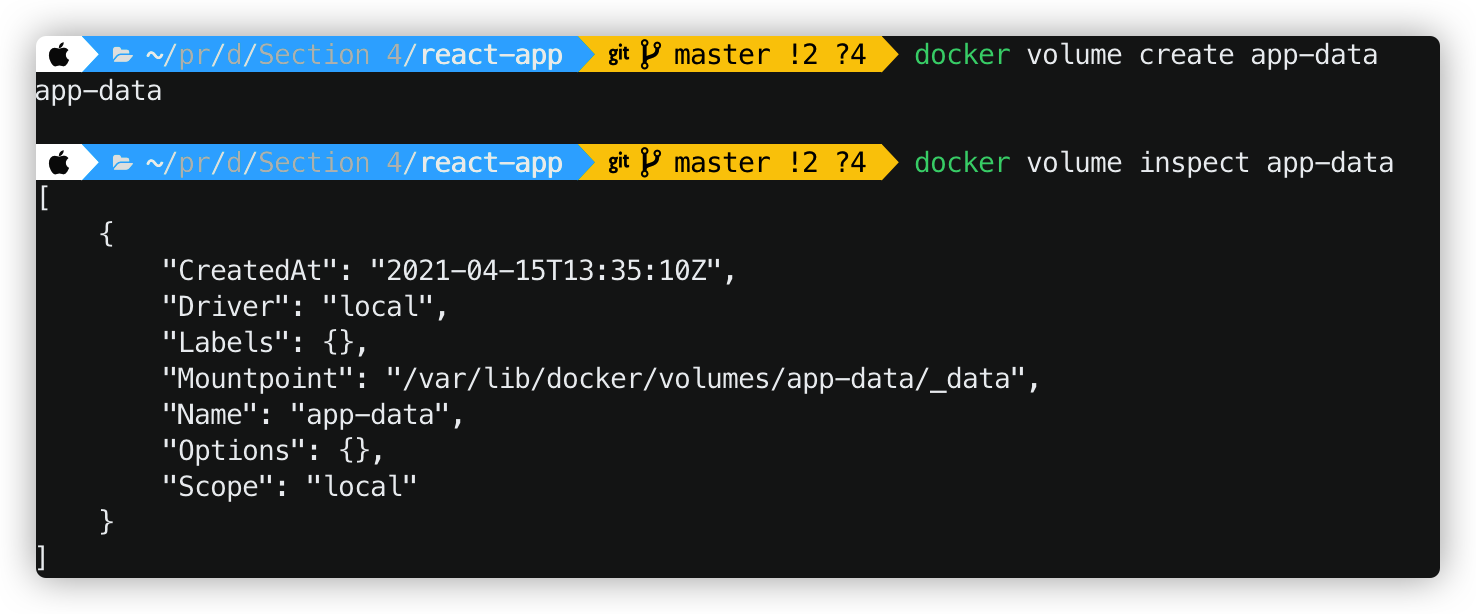 ~/pr/d/Section 4/react-app git master !2 ?4 docker volume create app-data
app-data
~/pr/d/Section 4/react-app git master !2 ?4 docker volume inspect app-data
[
    {
        "CreatedAt": "2021-04-15T13:35:10Z",
        "Driver": "local",
        "Labels": {},
        "Mountpoint": "/var/lib/docker/volumes/app-data/_data",
        "Name": "app-data",
        "Options": {},
        "Scope": "local"
    }
]